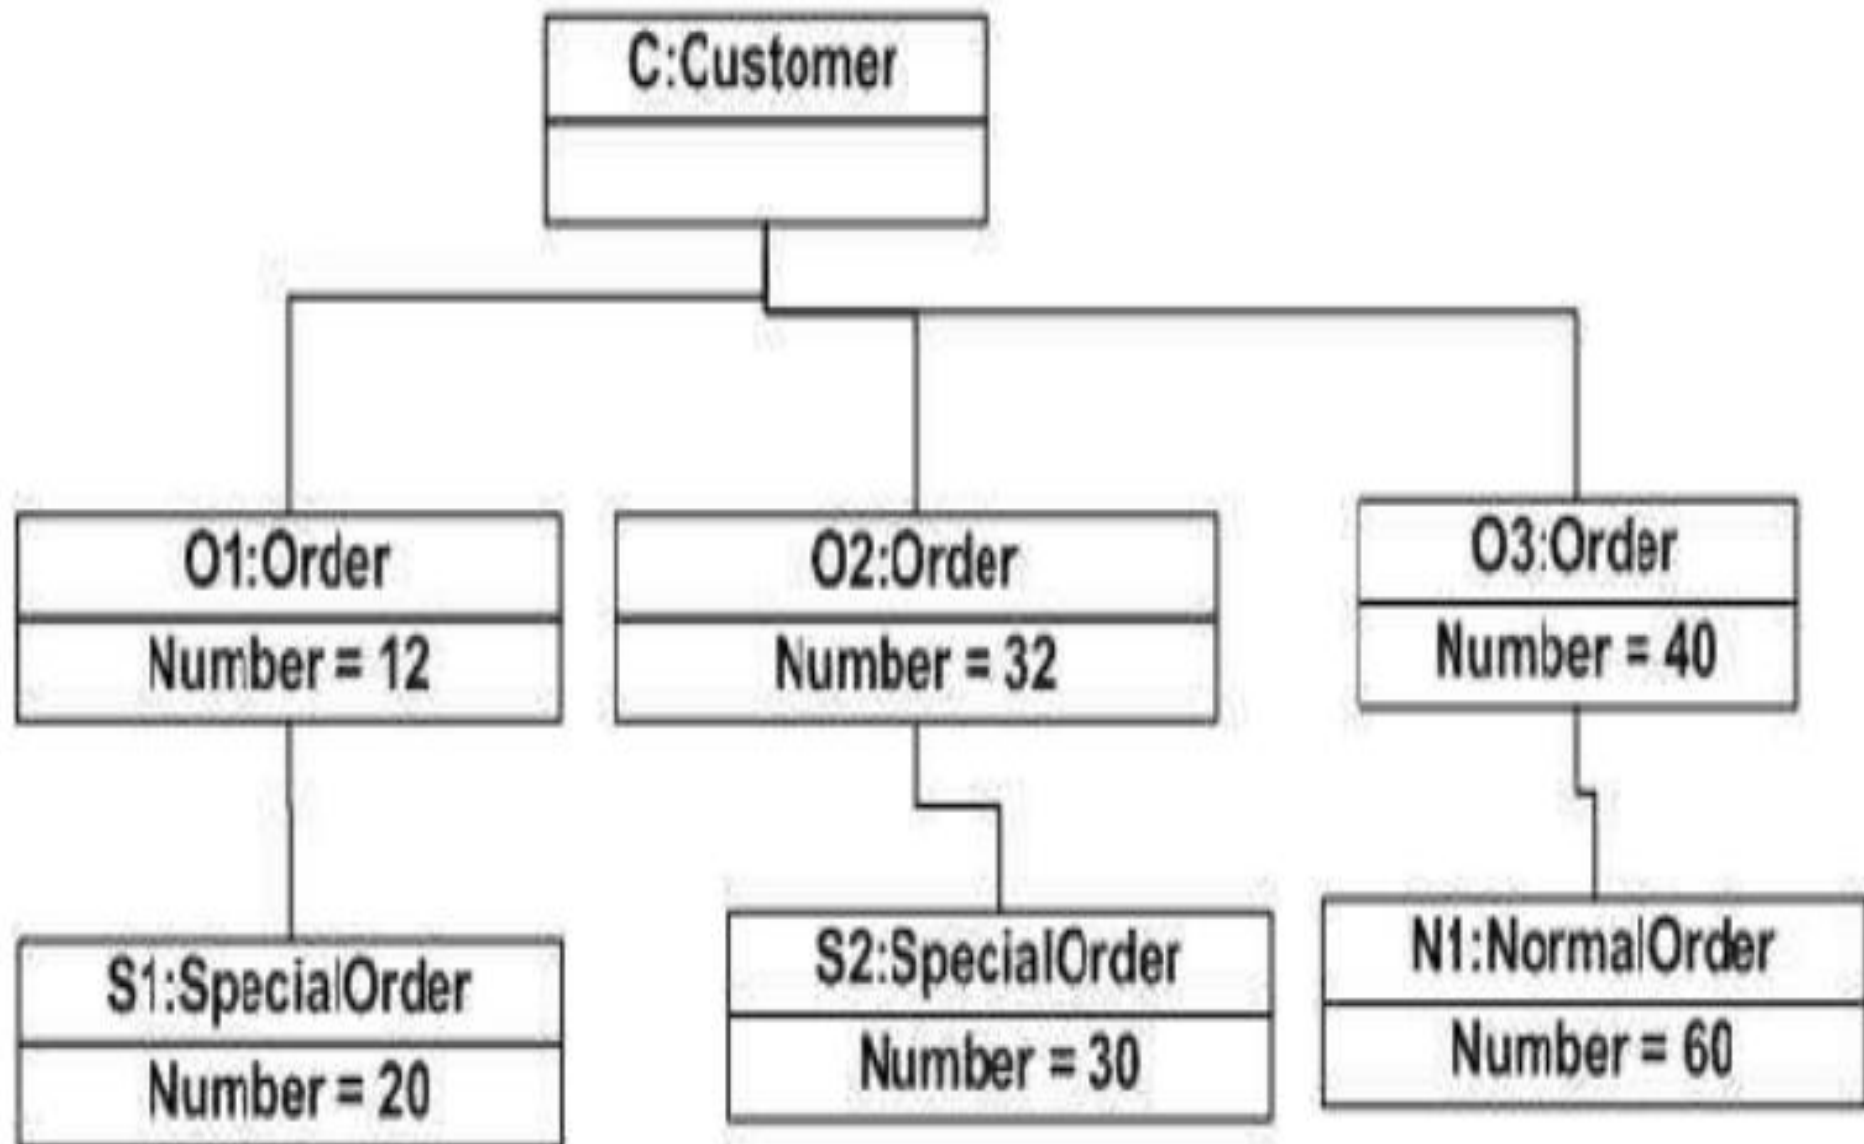 C:Customer
O1:Order
Number = 12
O2:Order
Number = 32
O3:Order
Number = 40
S1:SpecialOrder
Number = 20
S2:SpecialOrder
Number = 30
N1:NormalOrder
Number = 60